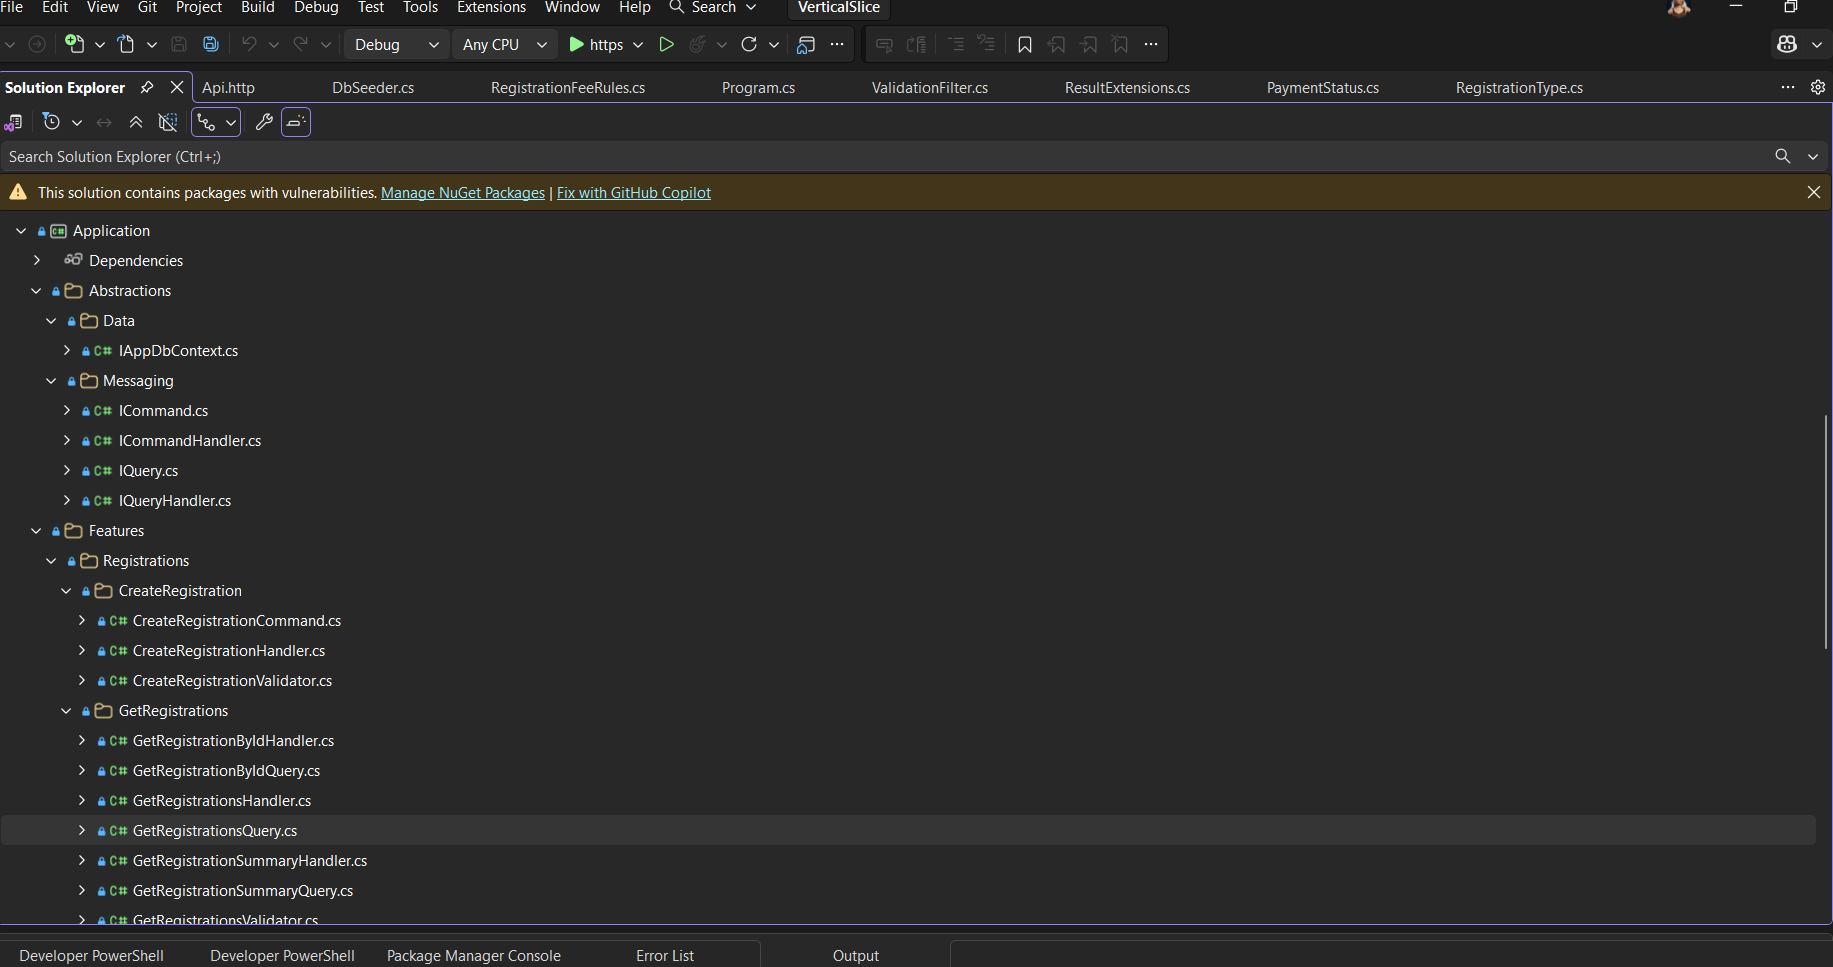 File Edit View Git Project Build Debug Test Tools Extensions Window Help Search VerticalSlice
Debug Any CPU https
Solution Explorer Api.http DbSeeder.cs RegistrationFeeRules.cs Program.cs ValidationFilter.cs ResultExtensions.cs PaymentStatus.cs RegistrationType.cs
Search Solution Explorer (Ctrl+;)
This solution contains packages with vulnerabilities. Manage NuGet Packages | Fix with GitHub Copilot
C# Application
Dependencies
Abstractions
Data
C# IAppDbContext.cs
Messaging
C# ICommand.cs
C# ICommandHandler.cs
C# IQuery.cs
C# IQueryHandler.cs
Features
Registrations
CreateRegistration
C# CreateRegistrationCommand.cs
C# CreateRegistrationHandler.cs
C# CreateRegistrationValidator.cs
GetRegistrations
C# GetRegistrationByIdHandler.cs
C# GetRegistrationByIdQuery.cs
C# GetRegistrationsHandler.cs
C# GetRegistrationsQuery.cs
C# GetRegistrationSummaryHandler.cs
C# GetRegistrationSummaryQuery.cs
C# GetRegistrationsValidator.cs
Developer PowerShell Developer PowerShell Package Manager Console Error List Output